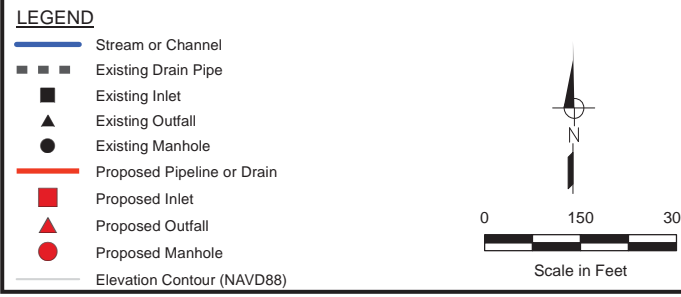 LEGEND
Stream or Channel
Existing Drain Pipe
Existing Inlet
Existing Outfall
Existing Manhole
Proposed Pipeline or Drain
Proposed Inlet
Proposed Outfall
Proposed Manhole
Elevation Contour (NAVD88)
N
0 150 30
Scale in Feet